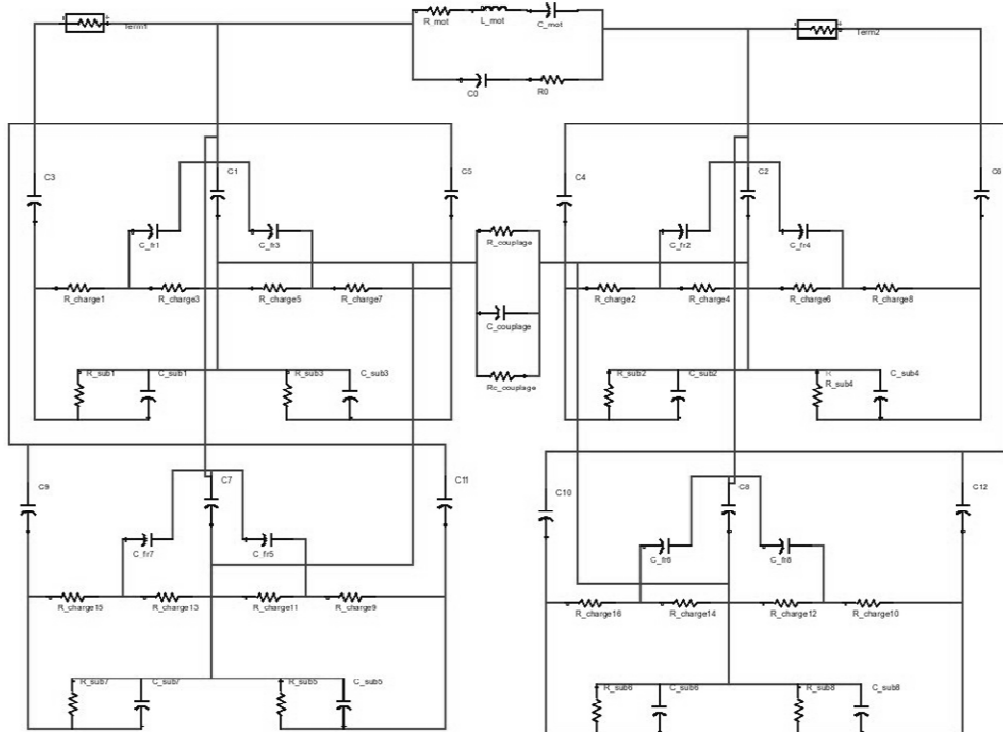 R_mot
L_mot
C_mot
Term1
Term2
C0
R0
C3
C1
C5
C4
C2
C6
C_fr1
C_fr3
R_couplage
C_fr2
C_fr4
R_charge1
R_charge3
R_charge5
R_charge7
R_charge2
R_charge4
R_charge6
R_charge8
C_couplage
R_sub1
C_sub1
R_sub3
C_sub3
Rc_couplage
R_sub2
C_sub2
R
R_sub4
C_sub4
C9
C7
C11
C10
C8
C12
C_fr7
C_fr5
C_fr6
C_fr8
R_charge15
R_charge13
R_charge11
R_charge9
R_charge16
R_charge14
R_charge12
R_charge10
R_sub7
C_sub7
R_sub5
C_sub5
R_sub6
C_sub6
R_sub8
C_sub8